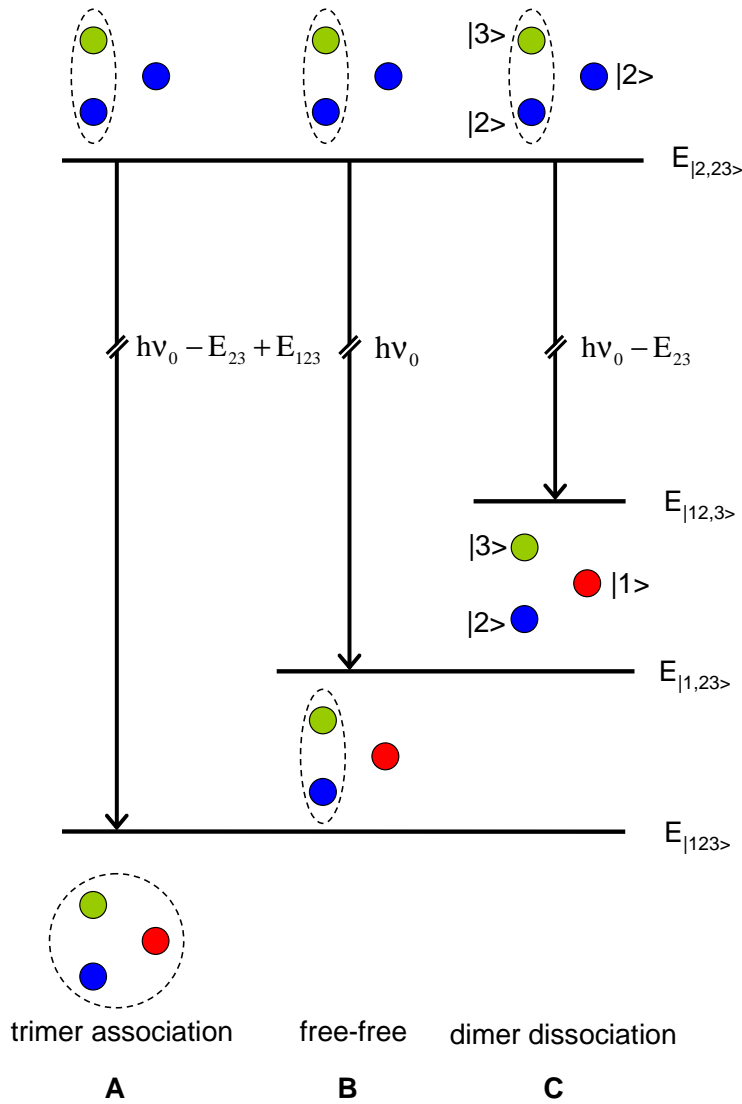 |3>
|2>
|2>
E|2,23>
hν₀ − E₂₃ + E₁₂₃
hν₀
hν₀ − E₂₃
E|12,3>
|3>
|1>
|2>
E|1,23>
E|123>
trimer association
free-free
dimer dissociation
A
B
C